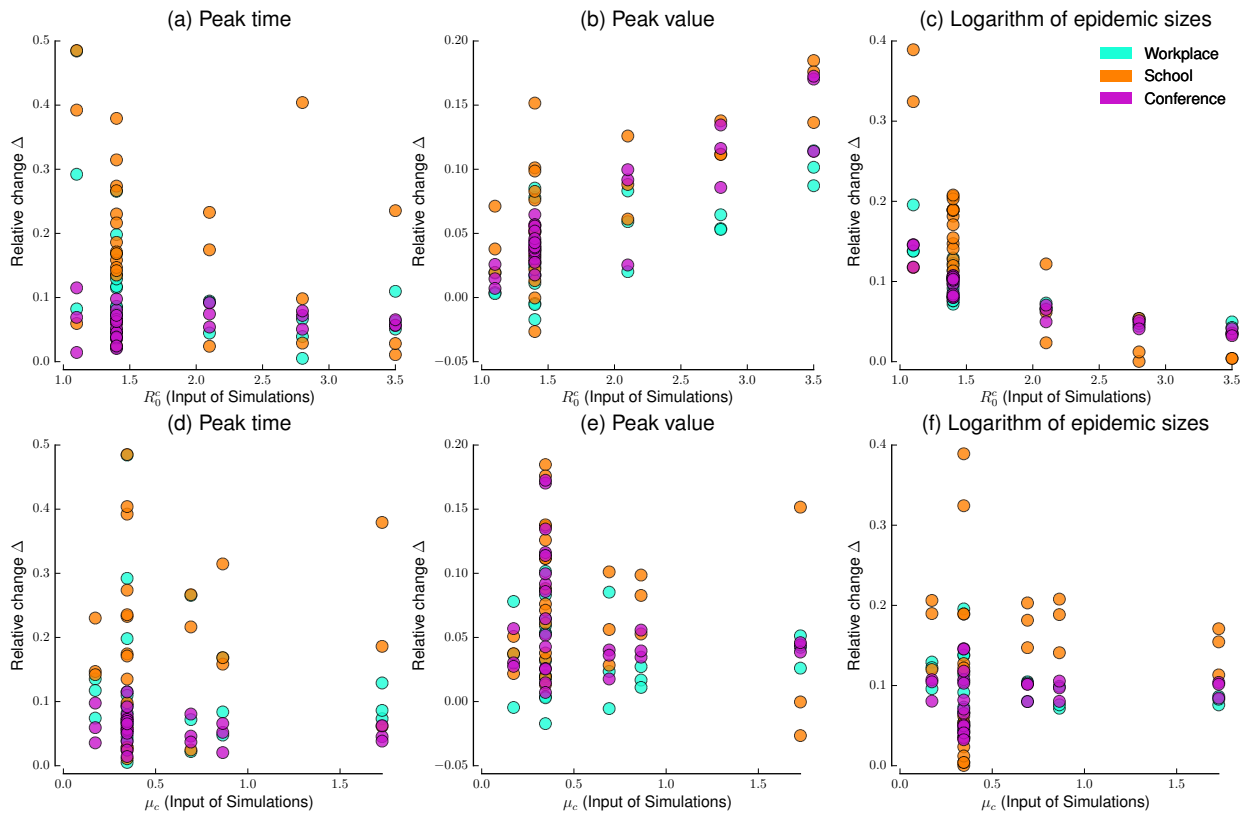 (a) Peak time
(b) Peak value
(c) Logarithm of epidemic sizes
0.5
0.4
0.3
0.2
0.1
0.0
Relative change Δ
1.0 1.5 2.0 2.5 3.0 3.5
R₀ᶜ (Input of Simulations)
0.20
0.15
0.10
0.05
0.00
−0.05
Relative change Δ
1.0 1.5 2.0 2.5 3.0 3.5
R₀ᶜ (Input of Simulations)
0.4
0.3
0.2
0.1
0.0
Relative change Δ
Workplace
School
Conference
1.0 1.5 2.0 2.5 3.0 3.5
R₀ᶜ (Input of Simulations)
(d) Peak time
(e) Peak value
(f) Logarithm of epidemic sizes
0.5
0.4
0.3
0.2
0.1
0.0
Relative change Δ
0.0 0.5 1.0 1.5
μ_c (Input of Simulations)
0.20
0.15
0.10
0.05
0.00
−0.05
Relative change Δ
0.0 0.5 1.0 1.5
μ_c (Input of Simulations)
0.4
0.3
0.2
0.1
0.0
Relative change Δ
0.0 0.5 1.0 1.5
μ_c (Input of Simulations)